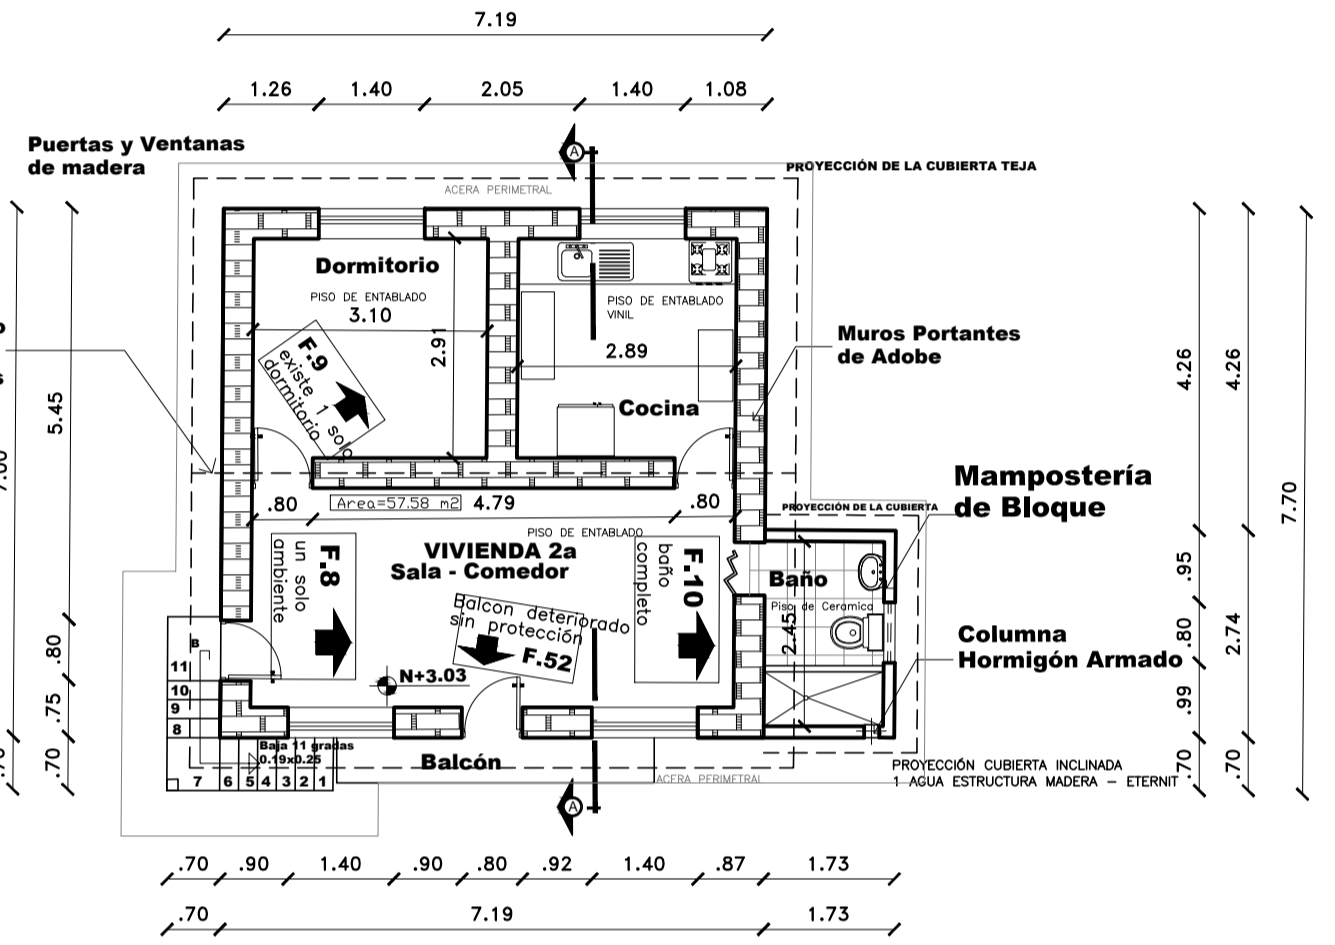 7.19
1.26 1.40 2.05 1.40 1.08
Puertas y Ventanas
de madera
A
PROYECCIÓN DE LA CUBIERTA TEJA
ACERA PERIMETRAL
Dormitorio
PISO DE ENTABLADO
3.10
2.91
PISO DE ENTABLADO
VINIL
2.89
Cocina
Muros Portantes
de Adobe
F.9
existe 1 solo
dormitorio
5.45
4.26
4.26
7.70
.80
Area=57.58 m2
4.79
.80
PISO DE ENTABLADO
VIVIENDA 2a
Sala - Comedor
PROYECCIÓN DE LA CUBIERTA
Mampostería
de Bloque
F.8
un solo
ambiente
F.10
baño
completo
Baño
Piso de Ceramica
2.45
Balcon deteriorado
sin protección
F.52
N+3.03
Columna
Hormigón Armado
.95
.80
.99
.70
2.74
.70
.80
.75
.70
B
11
10
9
8
7 6 5 4 3 2 1
Baja 11 gradas
0.19x0.25
Balcón
ACERA PERIMETRAL
PROYECCIÓN CUBIERTA INCLINADA
1 AGUA ESTRUCTURA MADERA - ETERNIT
A
.70 .90 1.40 .90 .80 .92 1.40 .87 1.73
.70 7.19 1.73